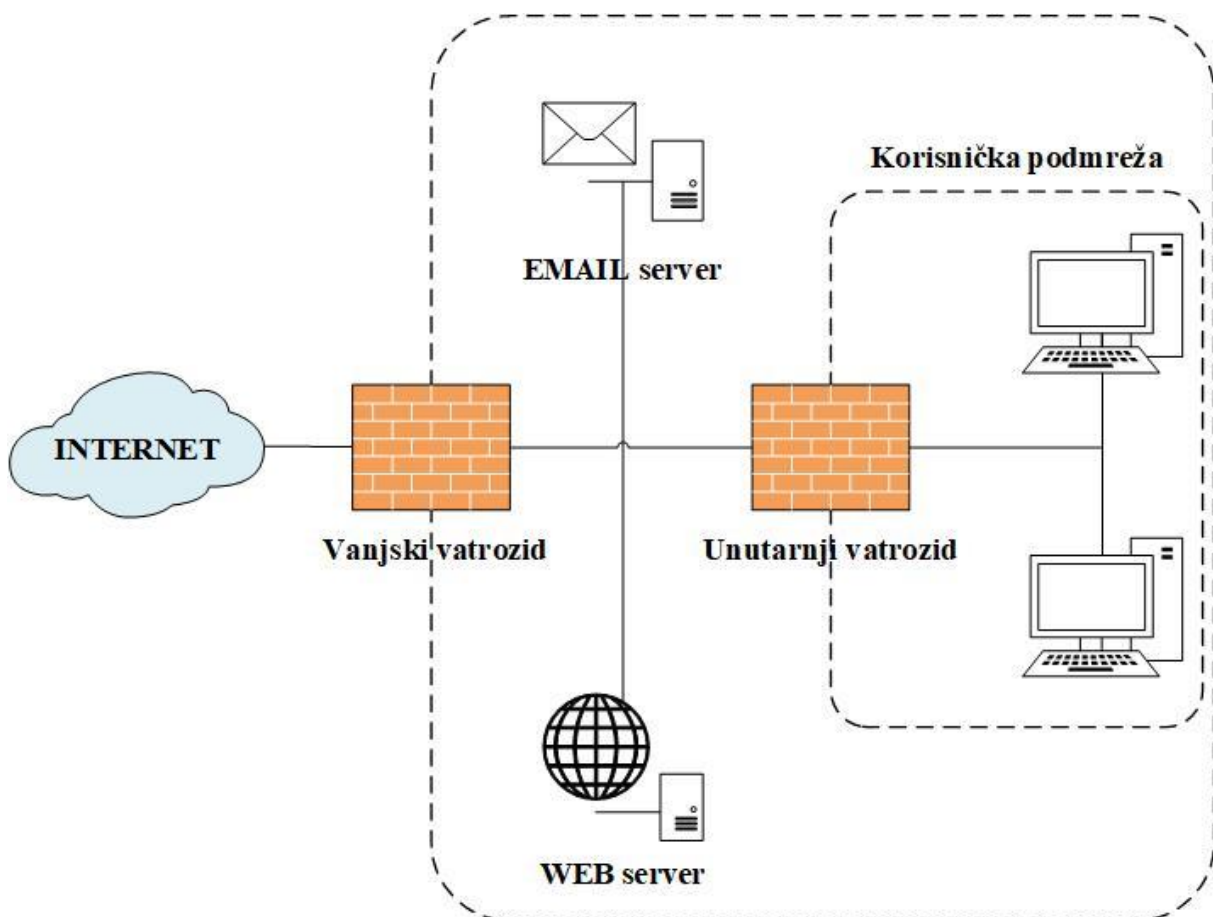 Korisnička podmreža
EMAIL server
INTERNET
Vanjski vatrozid
Unutarnji vatrozid
WEB server